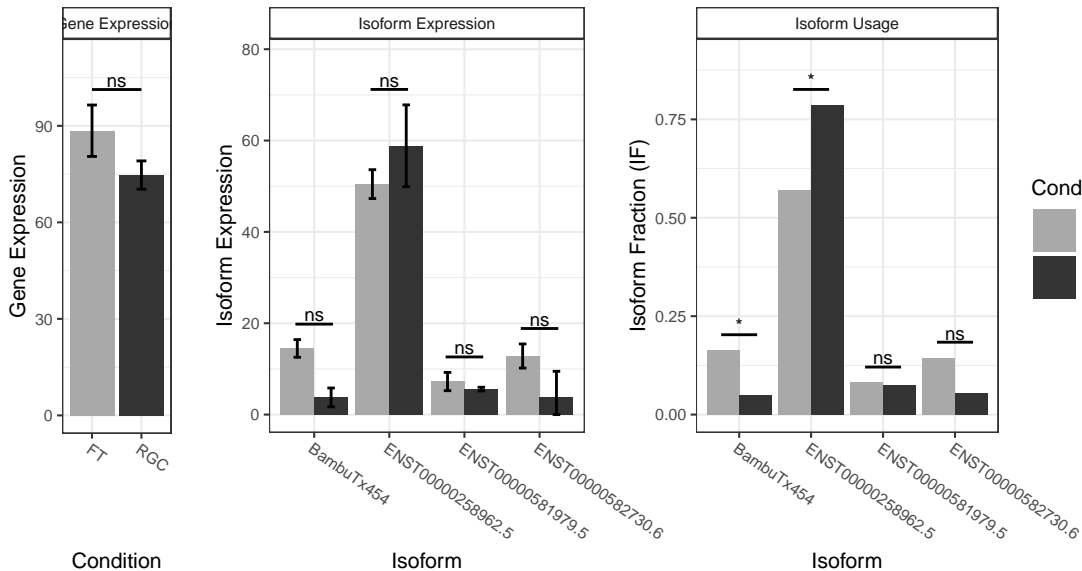 Gene Expression
Gene Expression
90
60
30
0
ns
FT
RGC
Condition
Isoform Expression
Isoform Expression
80
60
40
20
0
ns
ns
ns
ns
BambuTx454
ENST00000258962.5
ENST00000581979.5
ENST00000582730.6
Isoform
Isoform Usage
Isoform Fraction (IF)
0.75
0.50
0.25
0.00
*
*
ns
ns
BambuTx454
ENST00000258962.5
ENST00000581979.5
ENST00000582730.6
Isoform
Cond